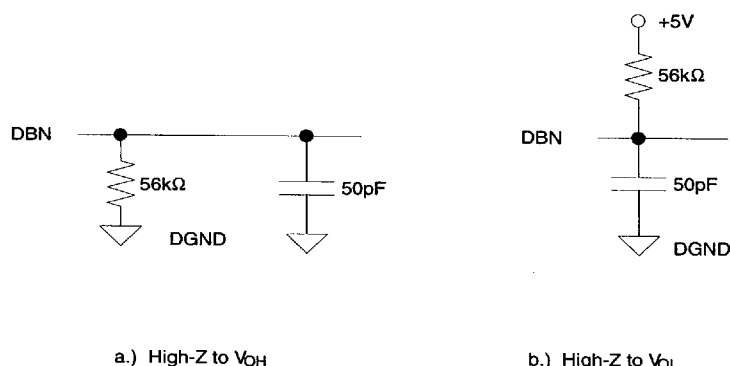 DBN
56kΩ
50pF
DGND
a.) High-Z to VOH
+5V
56kΩ
DBN
50pF
DGND
b.) High-Z to VOL